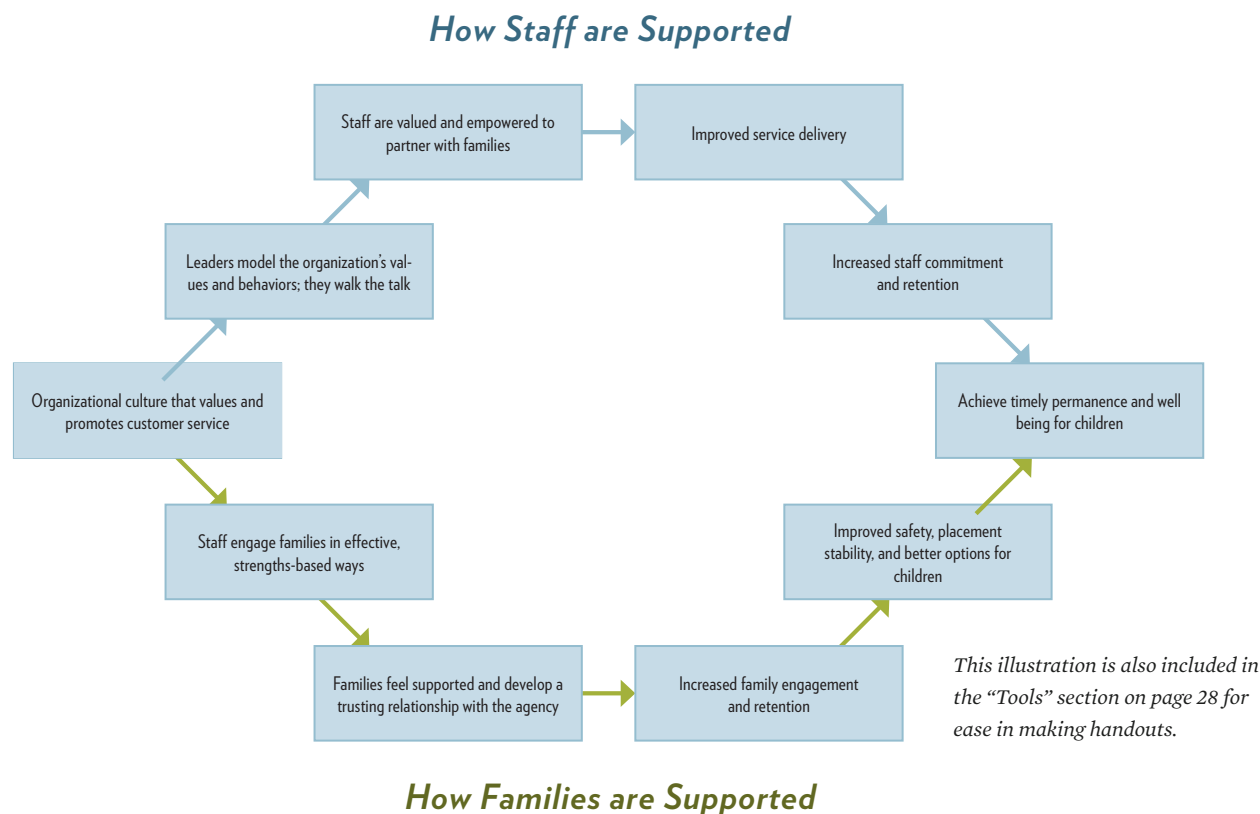 How Staff are Supported
Staff are valued and empowered to
partner with families
Improved service delivery
Leaders model the organization’s val-
ues and behaviors; they walk the talk
Increased staff commitment
and retention
Organizational culture that values and
promotes customer service
Achieve timely permanence and well
being for children
Staff engage families in effective,
strengths-based ways
Improved safety, placement
stability, and better options for
children
Families feel supported and develop a
trusting relationship with the agency
Increased family engagement
and retention
This illustration is also included in
the “Tools” section on page 28 for
ease in making handouts.
How Families are Supported